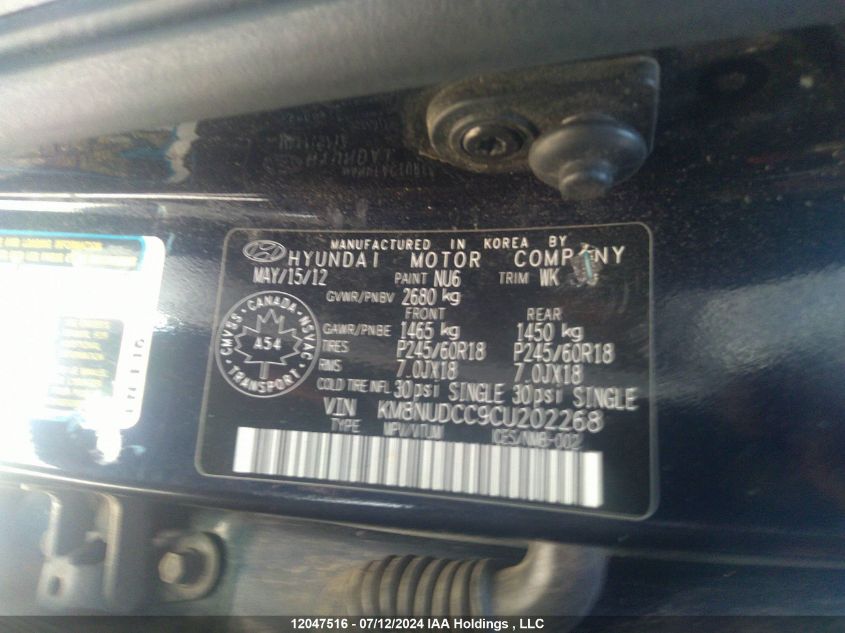 MANUFACTURED IN KOREA BY
HYUNDAI MOTOR COMPANY
MAY/15/12 PAINT NU6 TRIM WK
GVWR/PNBV 2680 kg
FRONT REAR
GAWR/PNBE 1465 kg 1450 kg
TIRES P245/60R18 P245/60R18
RIMS 7.0JX18 7.0JX18
COLD TIRE NFL 30psi SINGLE 30psi SINGLE
VIN KM8NUDCC9CU202268
TYPE MPV/VTUM ICES/NMB-002
CMVSS - CANADA - NSVAC
A54
TRANSPORT
LOADING INFORMATION
12047516 - 07/12/2024 IAA Holdings , LLC